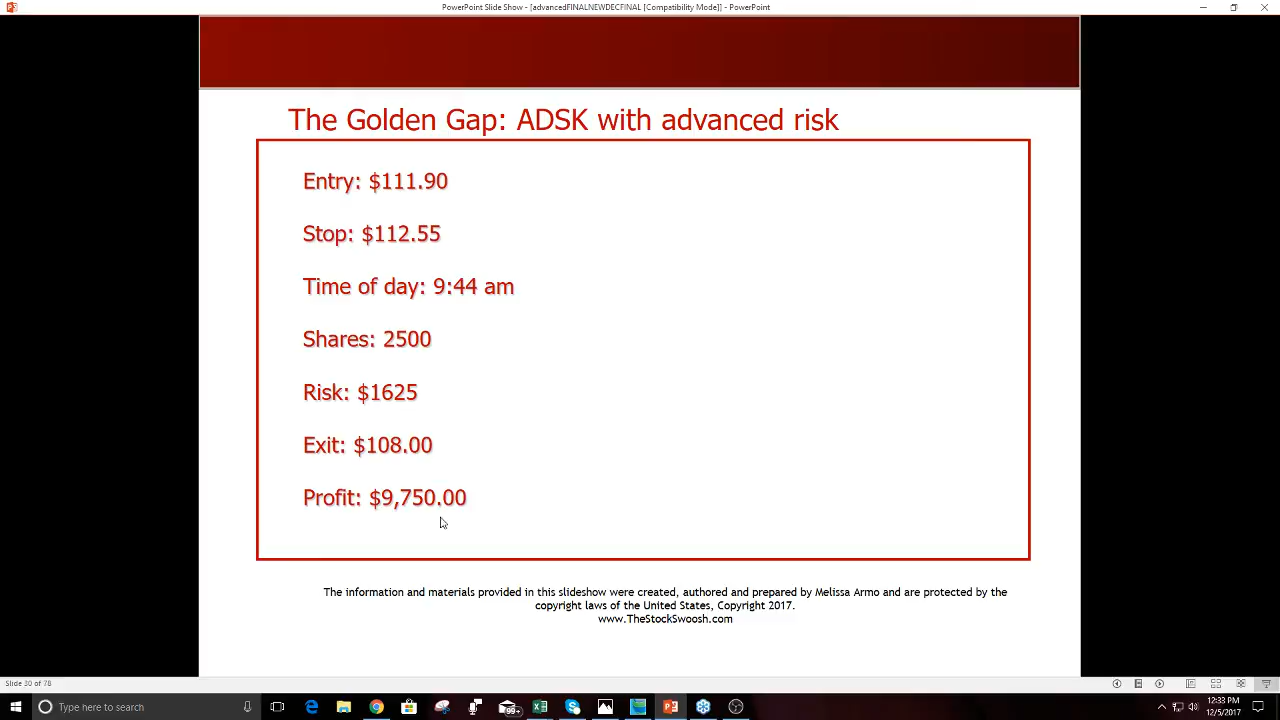 PowerPoint Slide Show - [advancedFINALNEWDECFINAL [Compatibility Mode]] - PowerPoint
The Golden Gap: ADSK with advanced risk
Entry: $111.90
Stop: $112.55
Time of day: 9:44 am
Shares: 2500
Risk: $1625
Exit: $108.00
Profit: $9,750.00
The information and materials provided in this slideshow were created, authored and prepared by Melissa Armo and are protected by the
copyright laws of the United States, Copyright 2017.
www.TheStockSwoosh.com
Slide 30 of 78
Type here to search
12:33 PM
12/5/2017